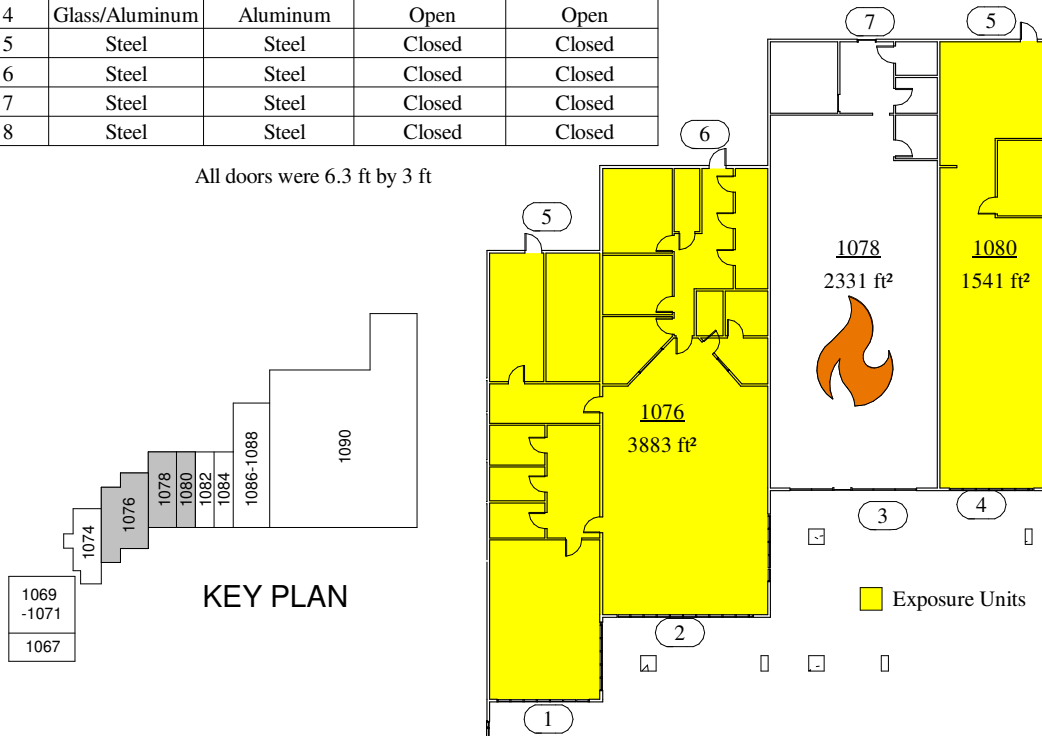 4 Glass/Aluminum Aluminum Open Open
5 Steel Steel Closed Closed
6 Steel Steel Closed Closed
7 Steel Steel Closed Closed
8 Steel Steel Closed Closed
All doors were 6.3 ft by 3 ft
7
5
6
5
1078
2331 ft²
1080
1541 ft²
1076
3883 ft²
3
4
Exposure Units
2
1
1090
1086-1088
1084
1082
1080
1078
1076
1074
1069
-1071
1067
KEY PLAN